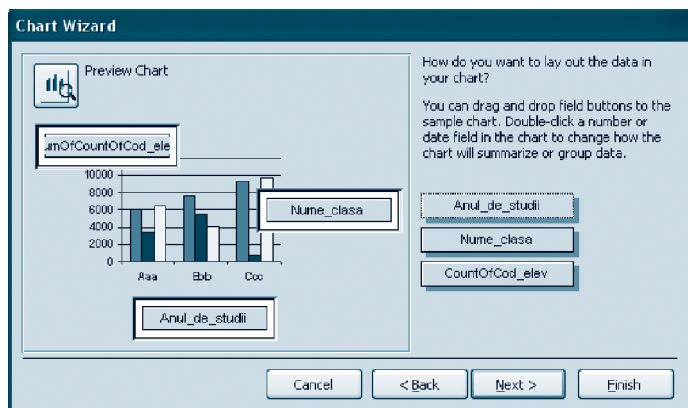 Chart Wizard
Preview Chart
umOfCountOfCod_ele
10000
8000
6000
4000
2000
0
Aaa Bbb Ccc
Nume_clasa
Anul_de_studii
How do you want to lay out the data in
your chart?
You can drag and drop field buttons to the
sample chart. Double-click a number or
date field in the chart to change how the
chart will summarize or group data.
Anul_de_studii
Nume_clasa
CountOfCod_elev
Cancel
< Back
Next >
Finish